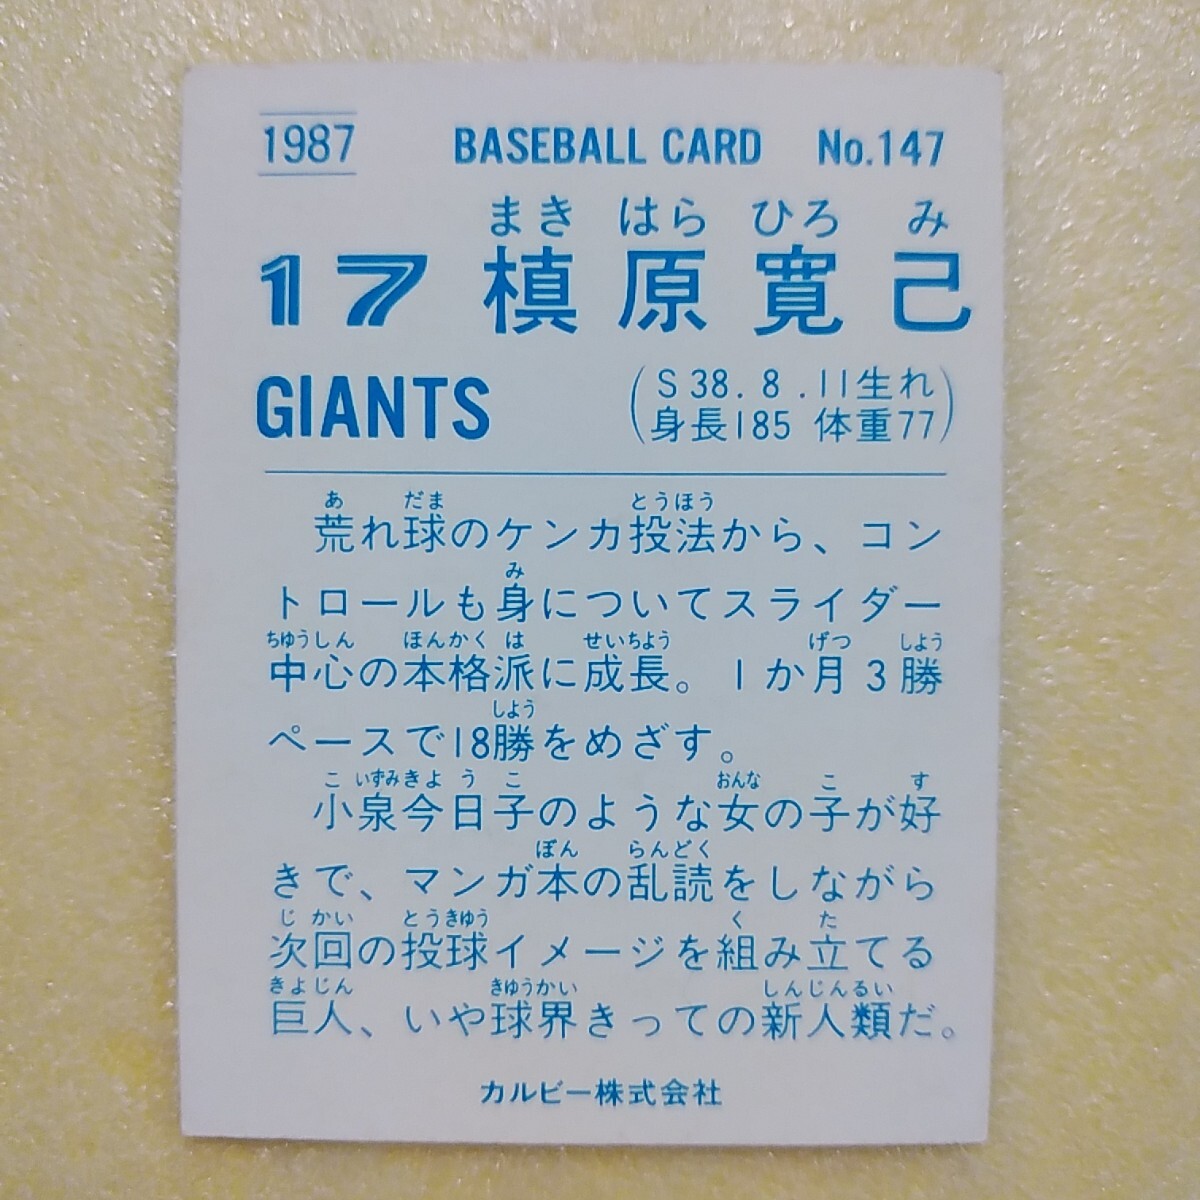 1987 BASEBALL CARD No.147
まき はら ひろ み
17 槙原寛己
GIANTS
(S38.8.11生れ
身長185 体重77)
あ だま とうほう
荒れ球のケンカ投法から、コン
み
トロールも身についてスライダー
ちゆうしん ほんかく は せいちよう げつ しよう
中心の本格派に成長。1か月3勝
しよう
ペースで18勝をめざす。
こ いずみきよ う こ おんな こ す
小泉今日子のような女の子が好
ぼん らんどく
きで、マンガ本の乱読をしながら
じ かい とうきゆう く た
次回の投球イメージを組み立てる
きよじん きゆうかい しんじんるい
巨人、いや球界きっての新人類だ。
カルビー株式会社